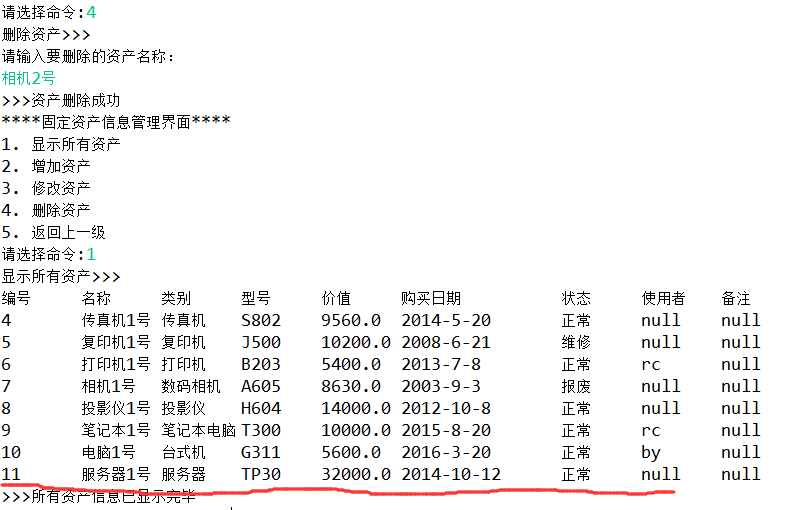 请选择命令:4
删除资产>>>
请输入要删除的资产名称：
相机2号
>>>资产删除成功
****固定资产信息管理界面****
1. 显示所有资产
2. 增加资产
3. 修改资产
4. 删除资产
5. 返回上一级
请选择命令:1
显示所有资产>>>
编号 名称 类别 型号 价值 购买日期 状态 使用者 备注
4 传真机1号 传真机 S802 9560.0 2014-5-20 正常 null null
5 复印机1号 复印机 J500 10200.0 2008-6-21 维修 null null
6 打印机1号 打印机 B203 5400.0 2013-7-8 正常 rc null
7 相机1号 数码相机 A605 8630.0 2003-9-3 报废 null null
8 投影仪1号 投影仪 H604 14000.0 2012-10-8 正常 null null
9 笔记本1号 笔记本电脑 T300 10000.0 2015-8-20 正常 rc null
10 电脑1号 台式机 G311 5600.0 2016-3-20 正常 by null
11 服务器1号 服务器 TP30 32000.0 2014-10-12 正常 null null
>>>所有资产信息已显示完毕